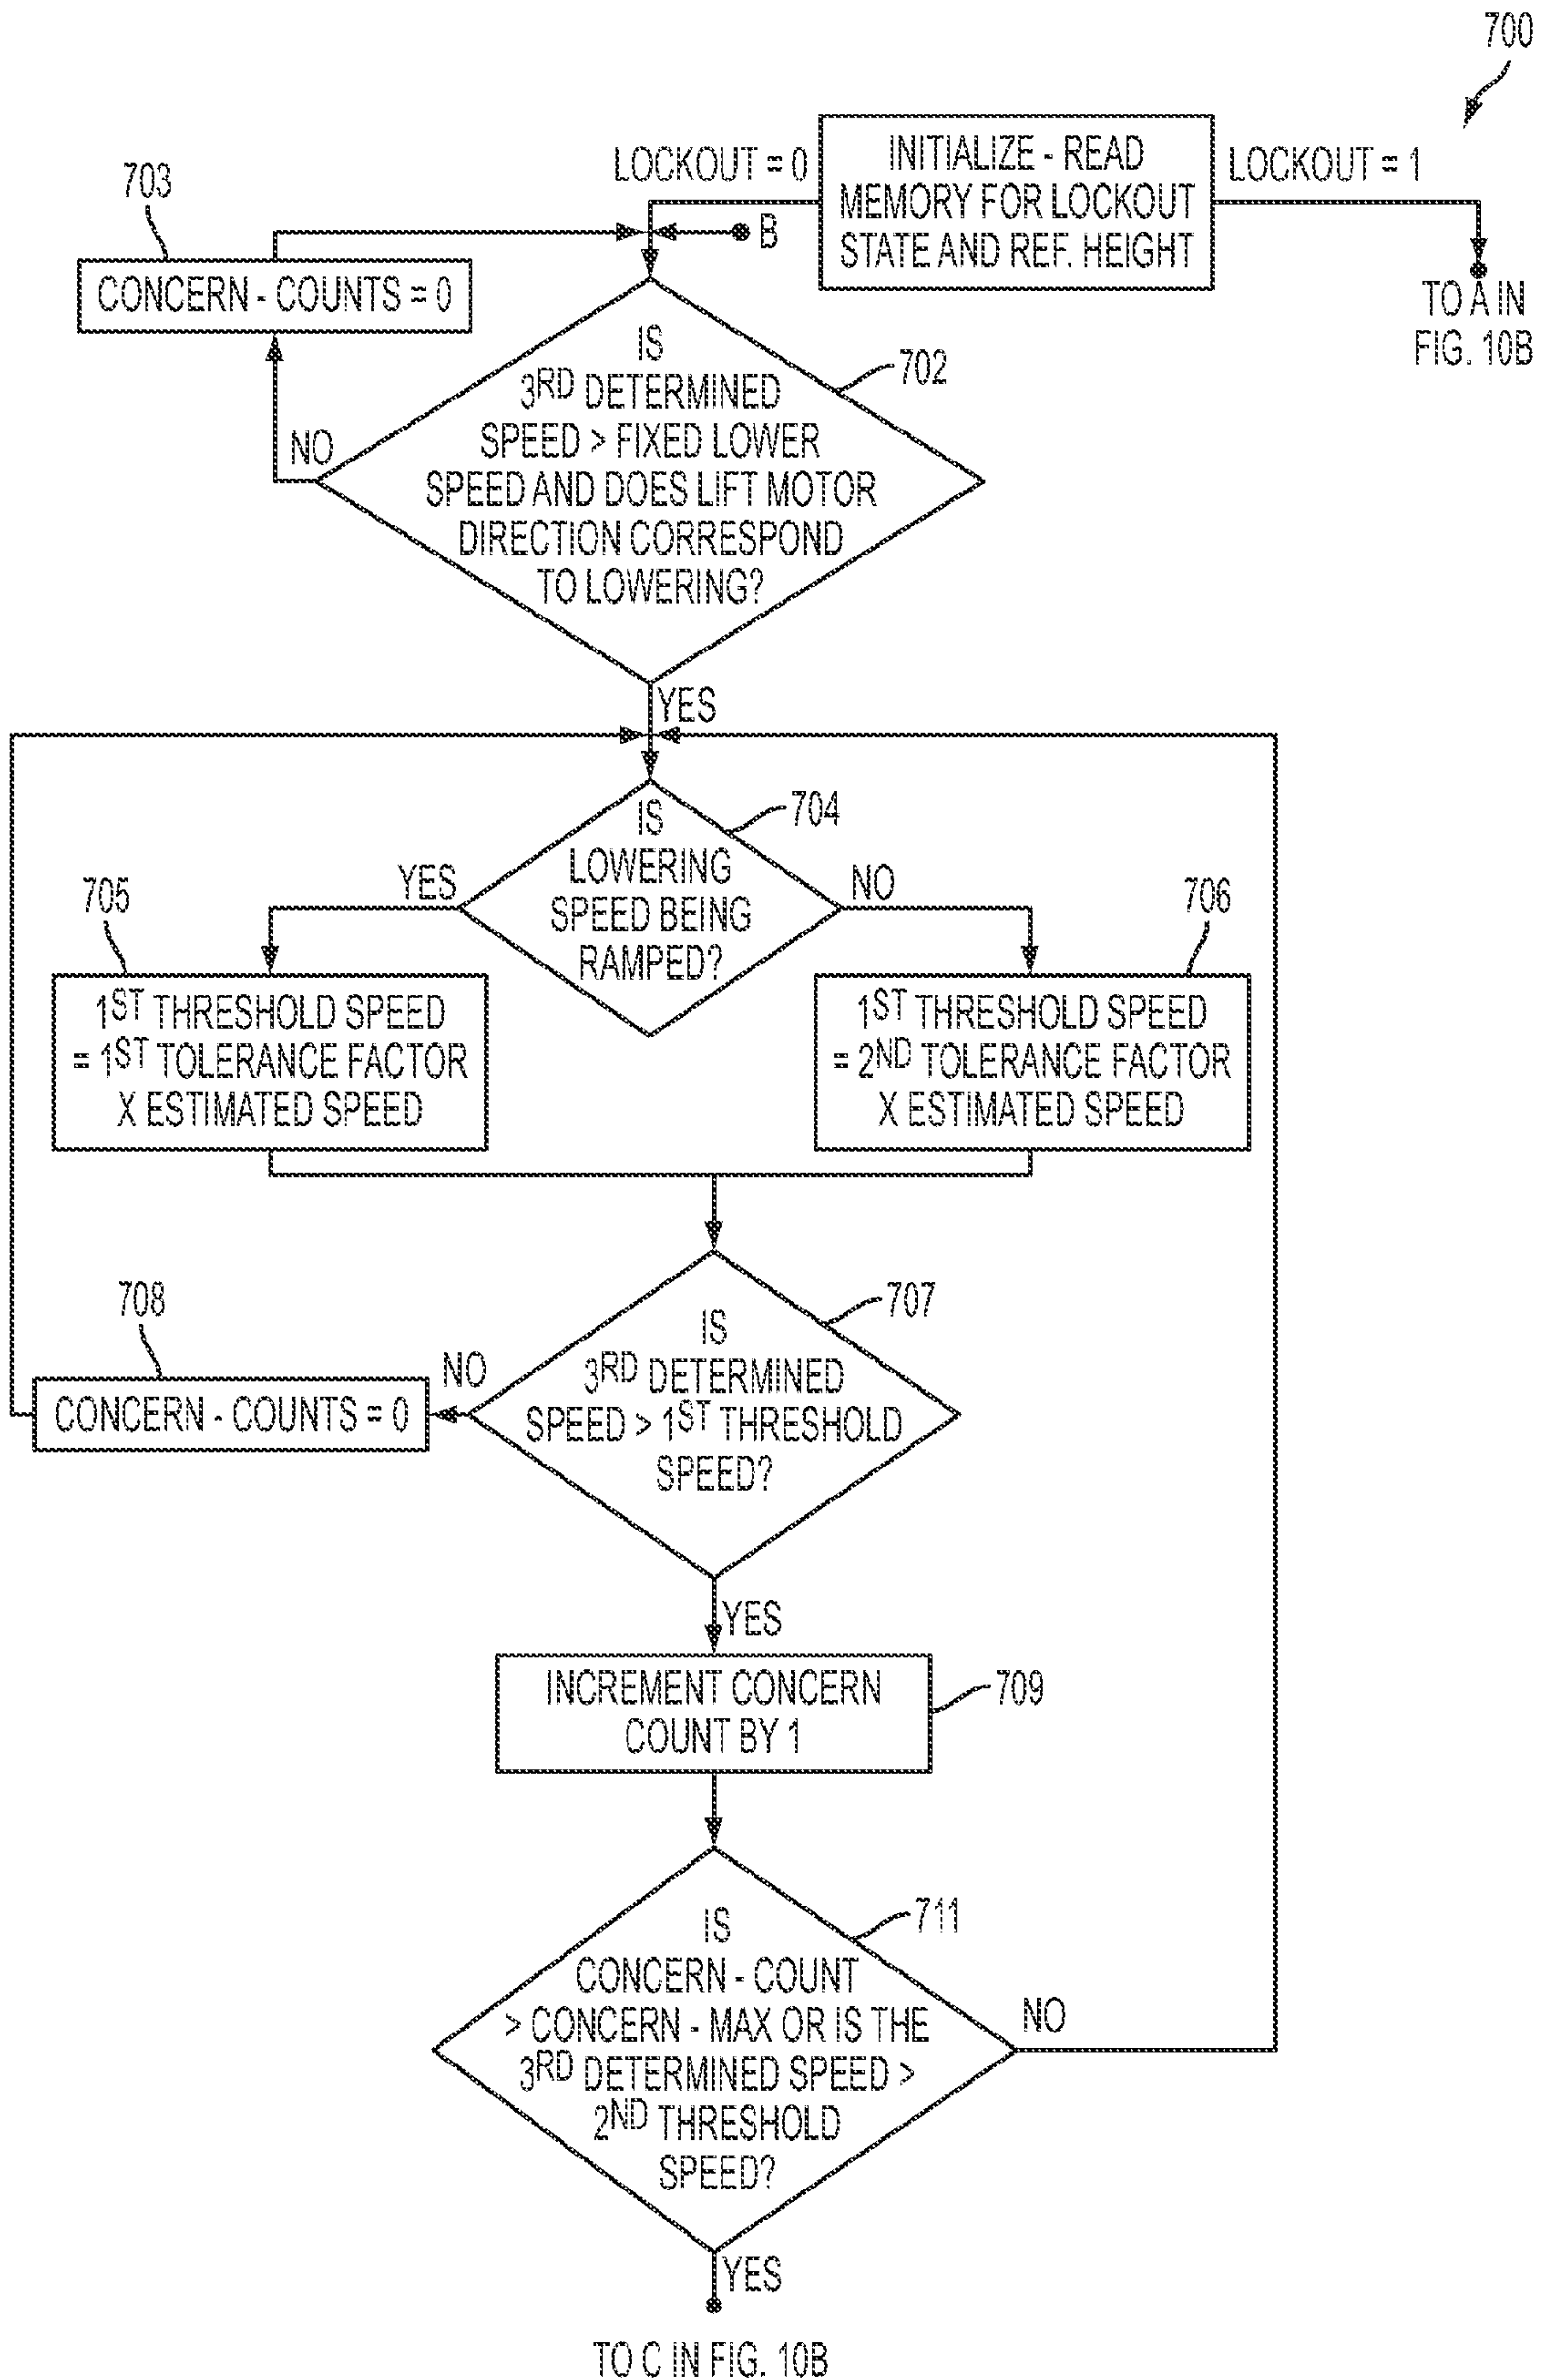 700
LOCKOUT = 0
INITIALIZE - READ
MEMORY FOR LOCKOUT
STATE AND REF. HEIGHT
LOCKOUT = 1
703
B
CONCERN - COUNTS = 0
TO A IN
FIG. 10B
702
IS
3RD DETERMINED
SPEED > FIXED LOWER
SPEED AND DOES LIFT MOTOR
DIRECTION CORRESPOND
TO LOWERING?
NO
YES
704
IS
LOWERING
SPEED BEING
RAMPED?
YES
NO
705
706
1ST THRESHOLD SPEED
= 1ST TOLERANCE FACTOR
X ESTIMATED SPEED
1ST THRESHOLD SPEED
= 2ND TOLERANCE FACTOR
X ESTIMATED SPEED
707
708
IS
3RD DETERMINED
SPEED > 1ST THRESHOLD
SPEED?
NO
CONCERN - COUNTS = 0
YES
INCREMENT CONCERN
COUNT BY 1
709
711
IS
CONCERN - COUNT
> CONCERN - MAX OR IS THE
3RD DETERMINED SPEED >
2ND THRESHOLD
SPEED?
NO
YES
TO C IN FIG. 10B